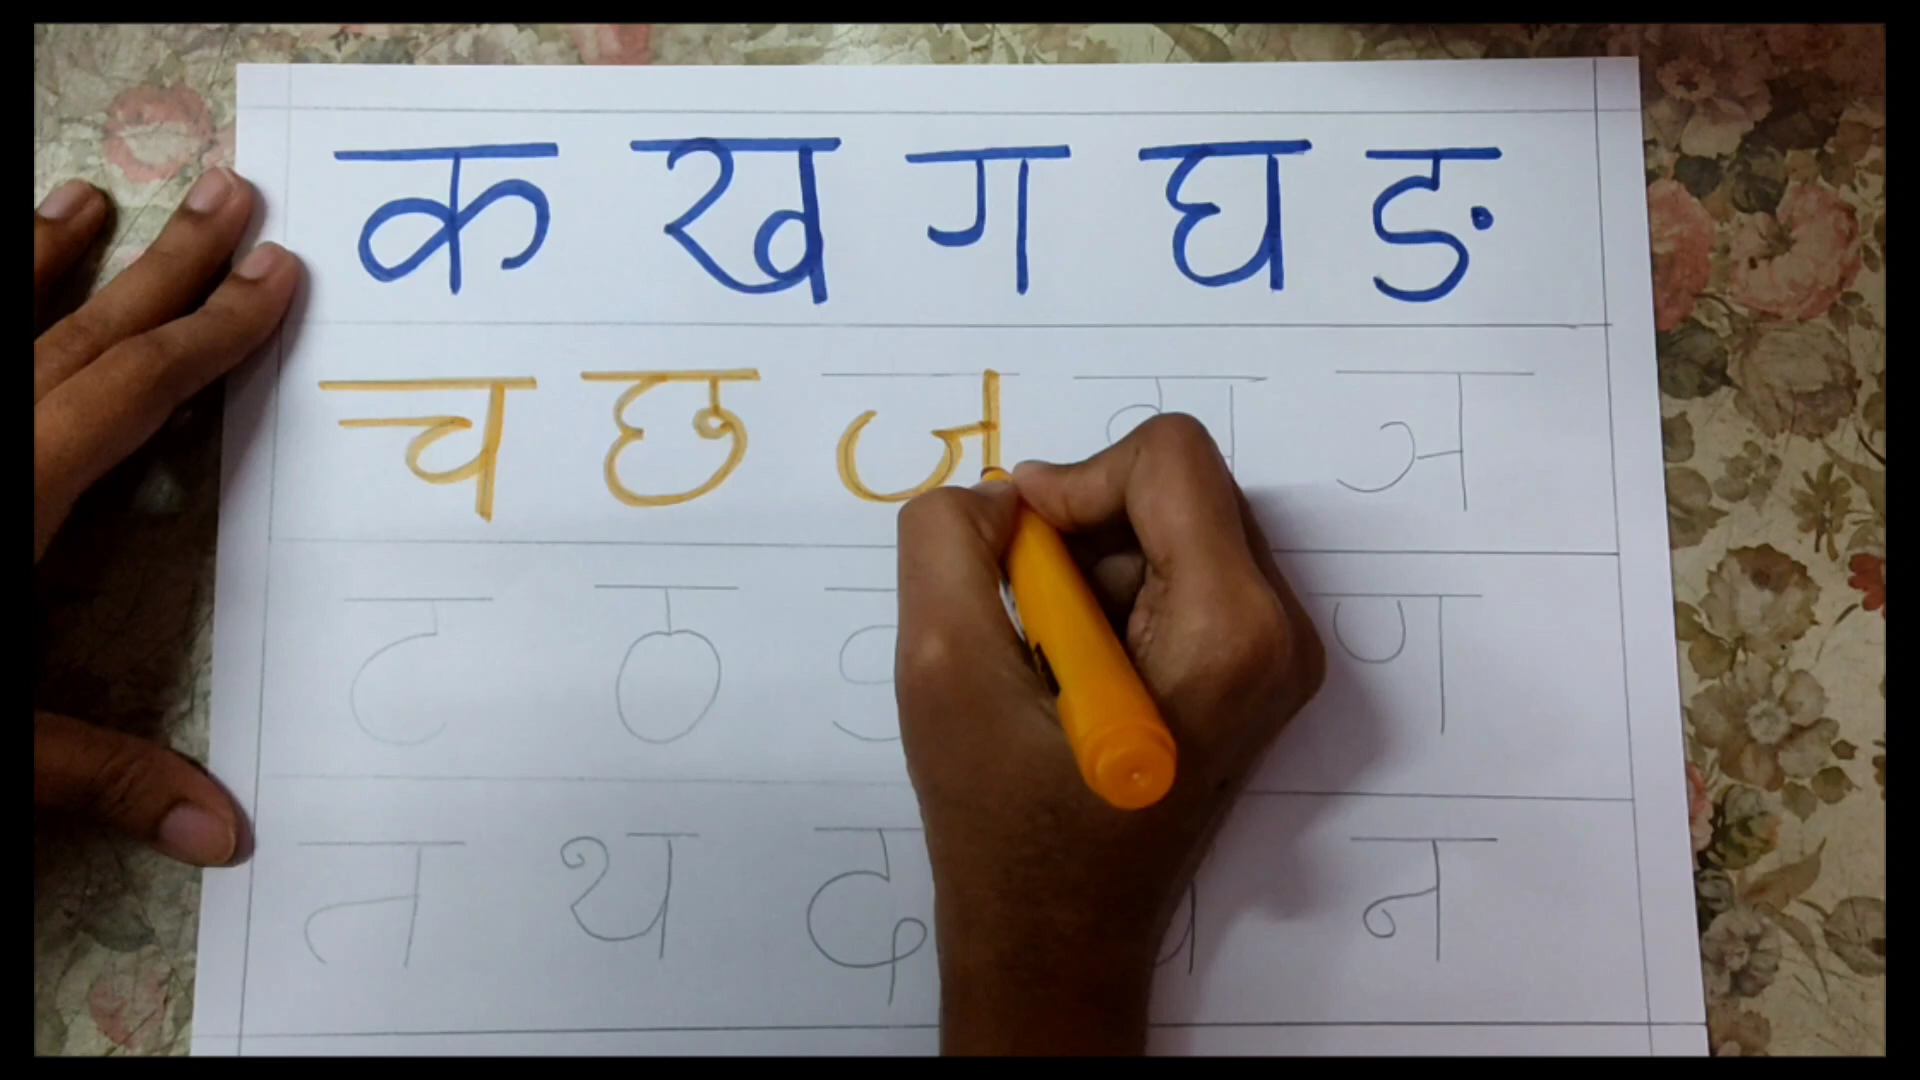 क ख ग घ ङ
च छ ज ञ
ट ठ ण
त थ द न